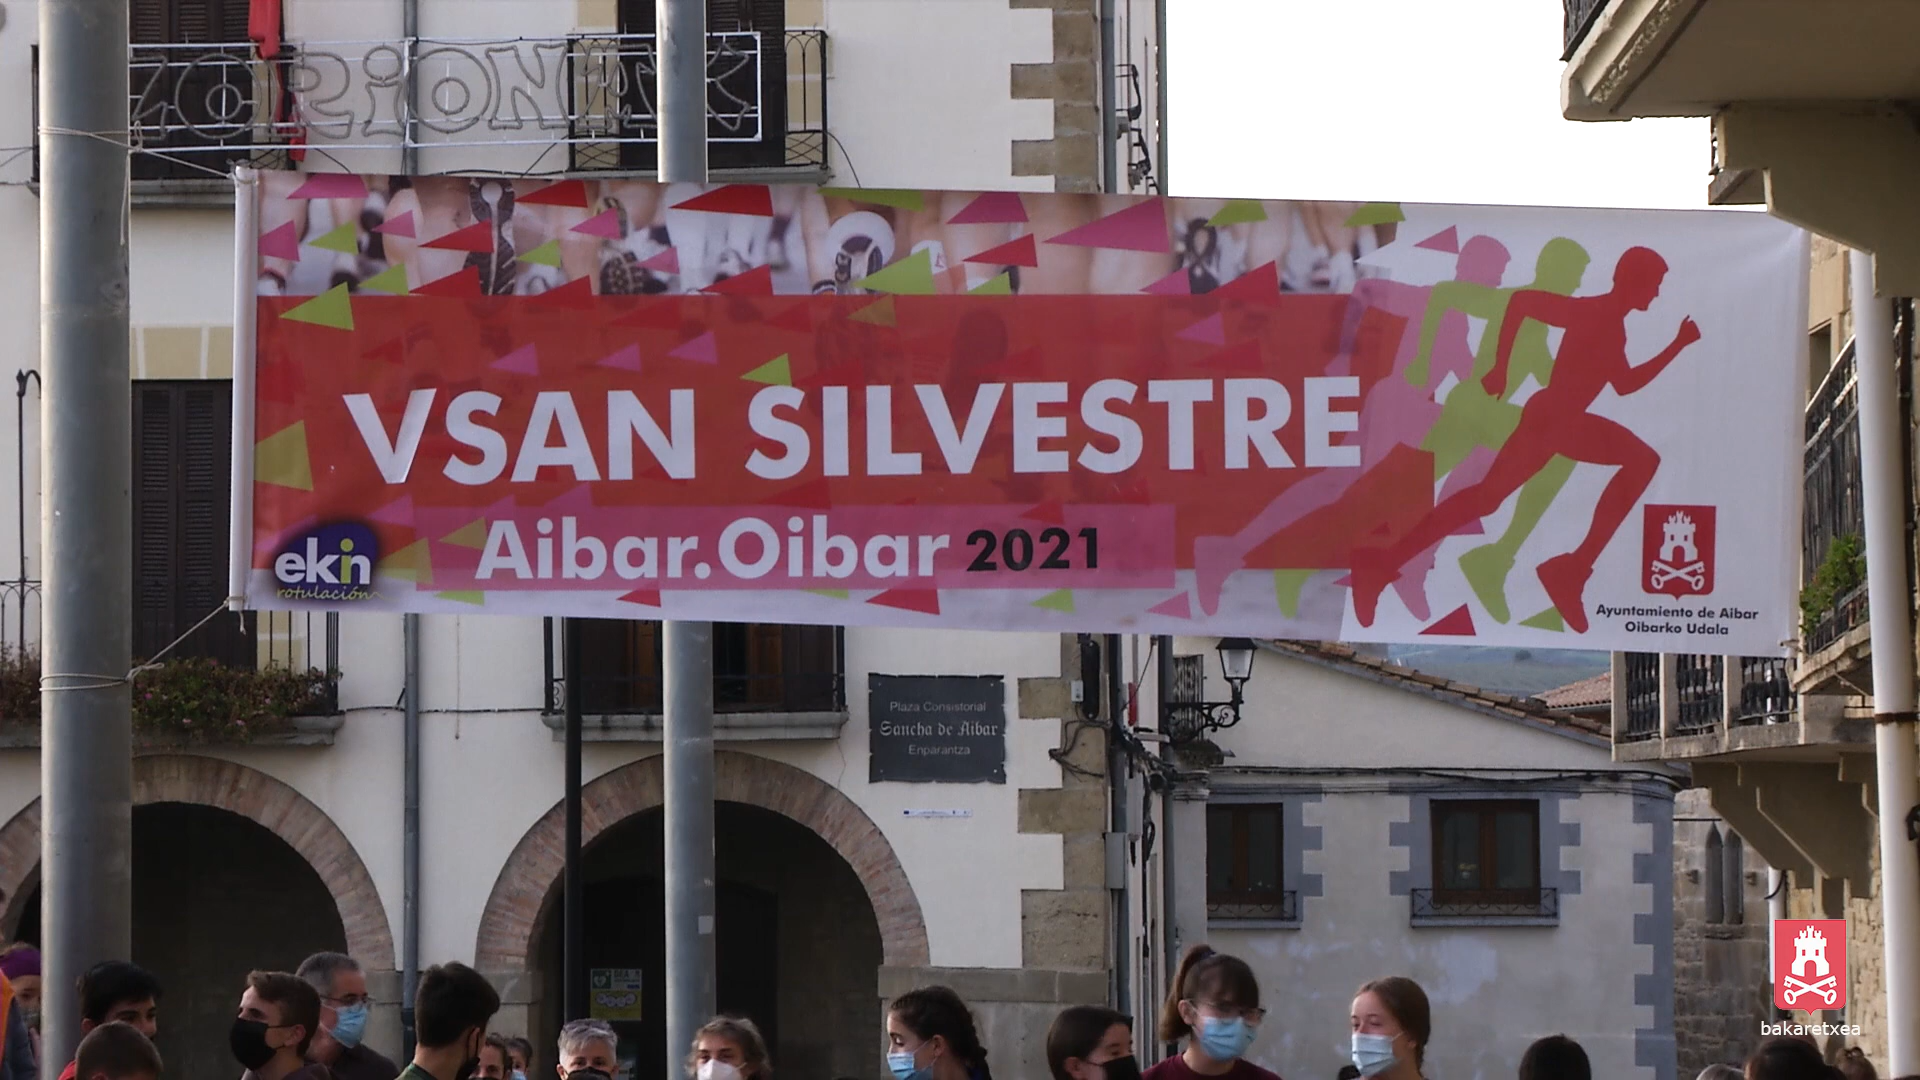 ZORIONAK
VSAN SILVESTRE
Aibar.Oibar 2021
ekin
rotulación
Ayuntamiento de Aibar
Oibarko Udala
Plaza Consistorial
Sancha de Aibar
Enparantza
bakaretxea